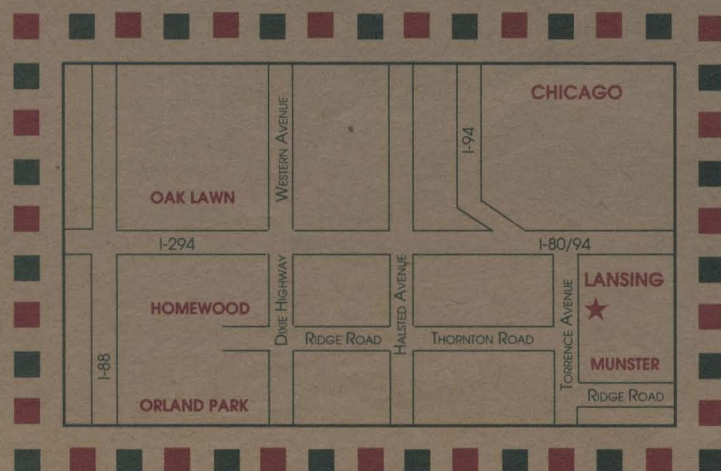 CHICAGO
WESTERN AVENUE
I-94
OAK LAWN
I-294
I-80/94
LANSING
HOMEWOOD
DIXIE HIGHWAY
HALSTED AVENUE
TORRENCE AVENUE
RIDGE ROAD
THORNTON ROAD
I-88
MUNSTER
RIDGE ROAD
ORLAND PARK